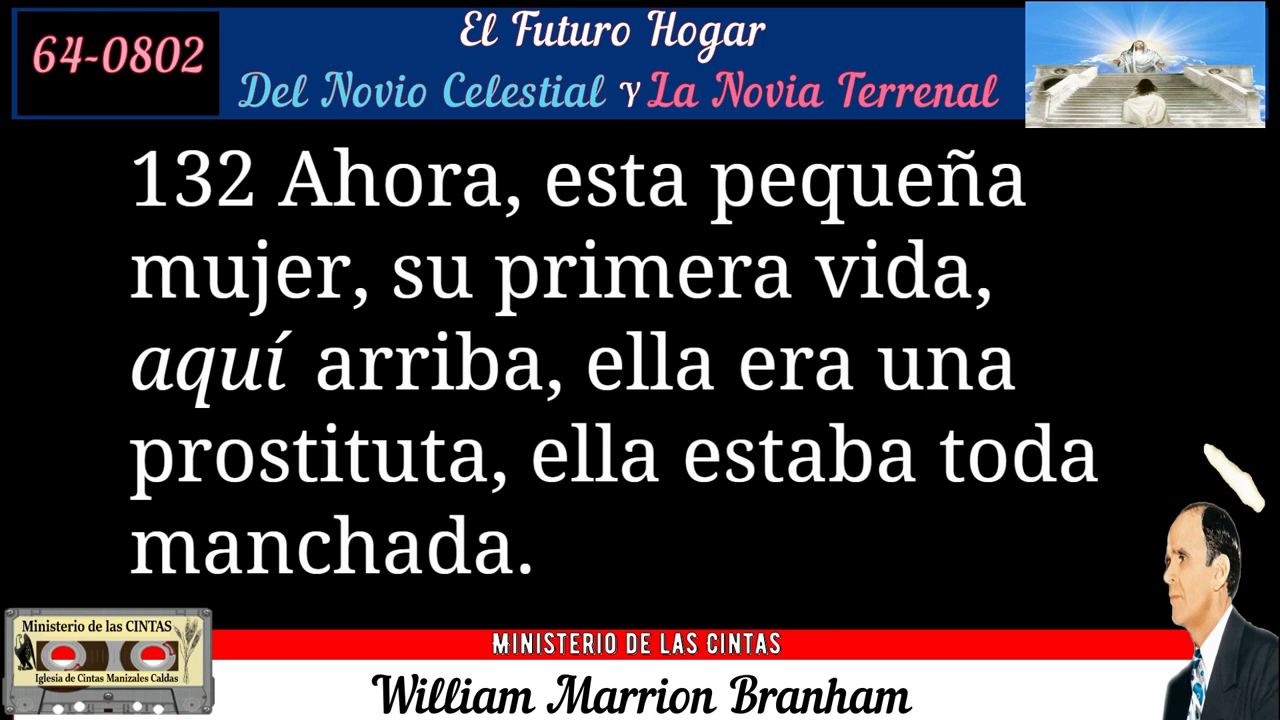 64-0802
El Futuro Hogar
Del Novio Celestial Y La Novia Terrenal
132 Ahora, esta pequeña
mujer, su primera vida,
aquí arriba, ella era una
prostituta, ella estaba toda
manchada.
Ministerio de las CINTAS
Iglesia de Cintas Manizales Caldas
MINISTERIO DE LAS CINTAS
William Marrion Branham